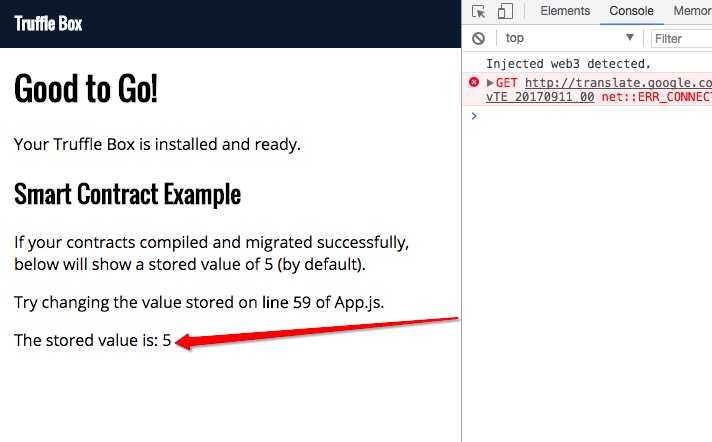 Truffle Box
Good to Go!
Your Truffle Box is installed and ready.
Smart Contract Example
If your contracts compiled and migrated successfully,
below will show a stored value of 5 (by default).
Try changing the value stored on line 59 of App.js.
The stored value is: 5
Elements Console Memor
top Filter
Injected web3 detected.
GET http://translate.google.co
vTE_20170911_00 net::ERR_CONNECT